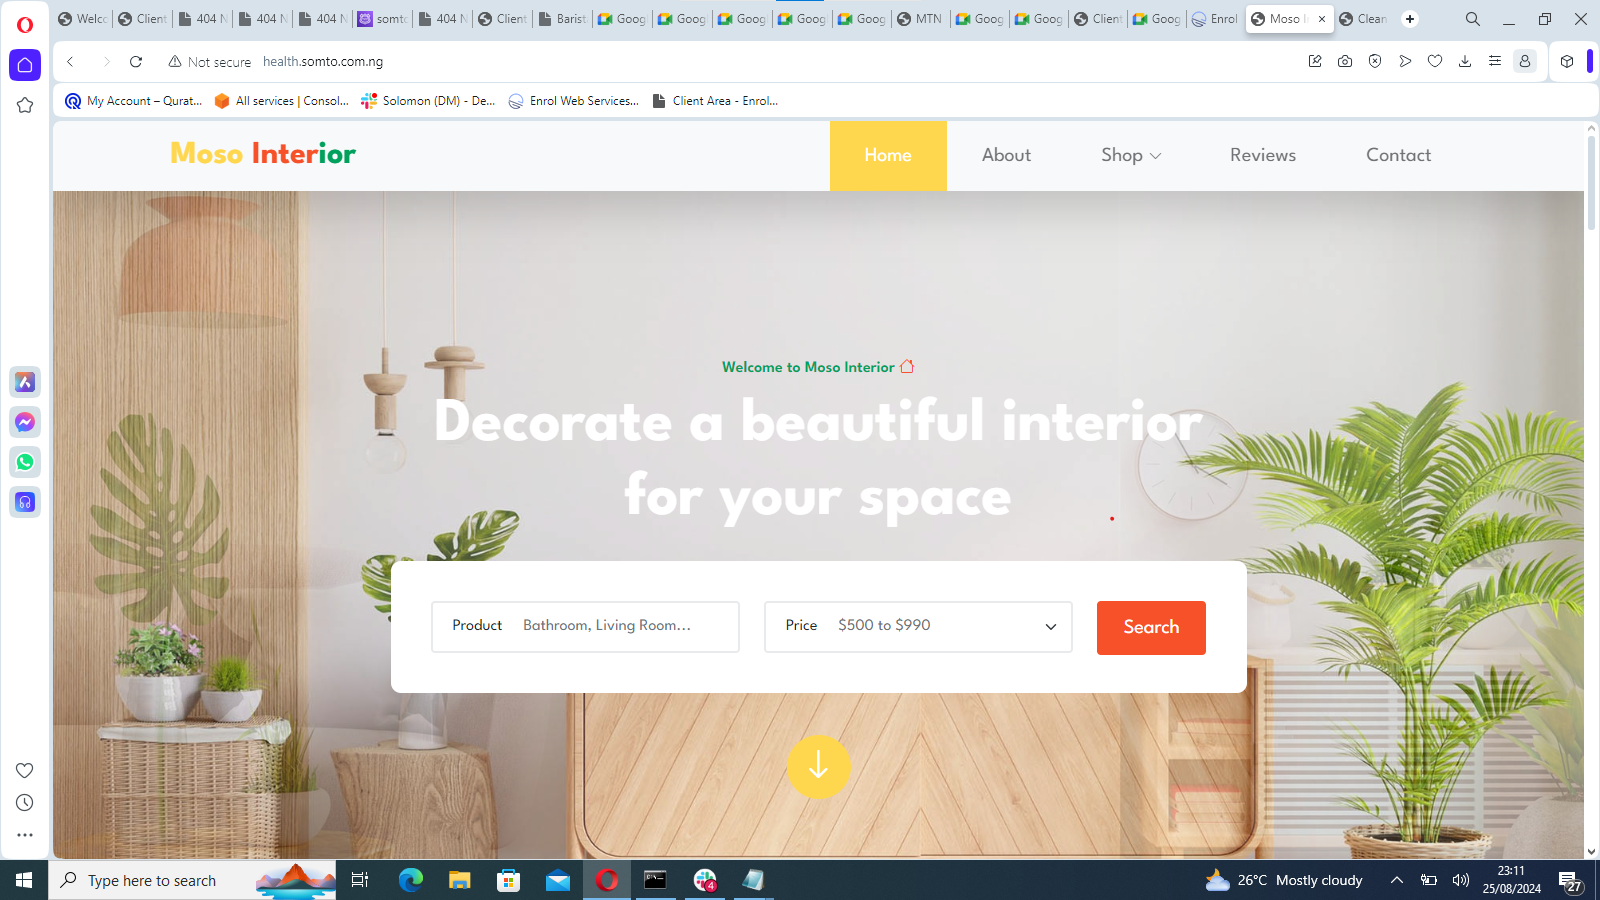 Welco
Client
404 N
404 N
404 N
somto
404 N
Client
Barist
Goog
Goog
Goog
Goog
Goog
MTN
Goog
Goog
Client
Goog
Enrol
Moso I
Clean
Not secure health.somto.com.ng
My Account – Qurat...
All services | Consol...
Solomon (DM) - De...
Enrol Web Services...
Client Area - Enrol...
Moso Interior
Home
About
Shop
Reviews
Contact
Welcome to Moso Interior
Decorate a beautiful interior
for your space
Product Bathroom, Living Room...
Price $500 to $990
Search
Type here to search
4
26°C Mostly cloudy
23:11
25/08/2024
27